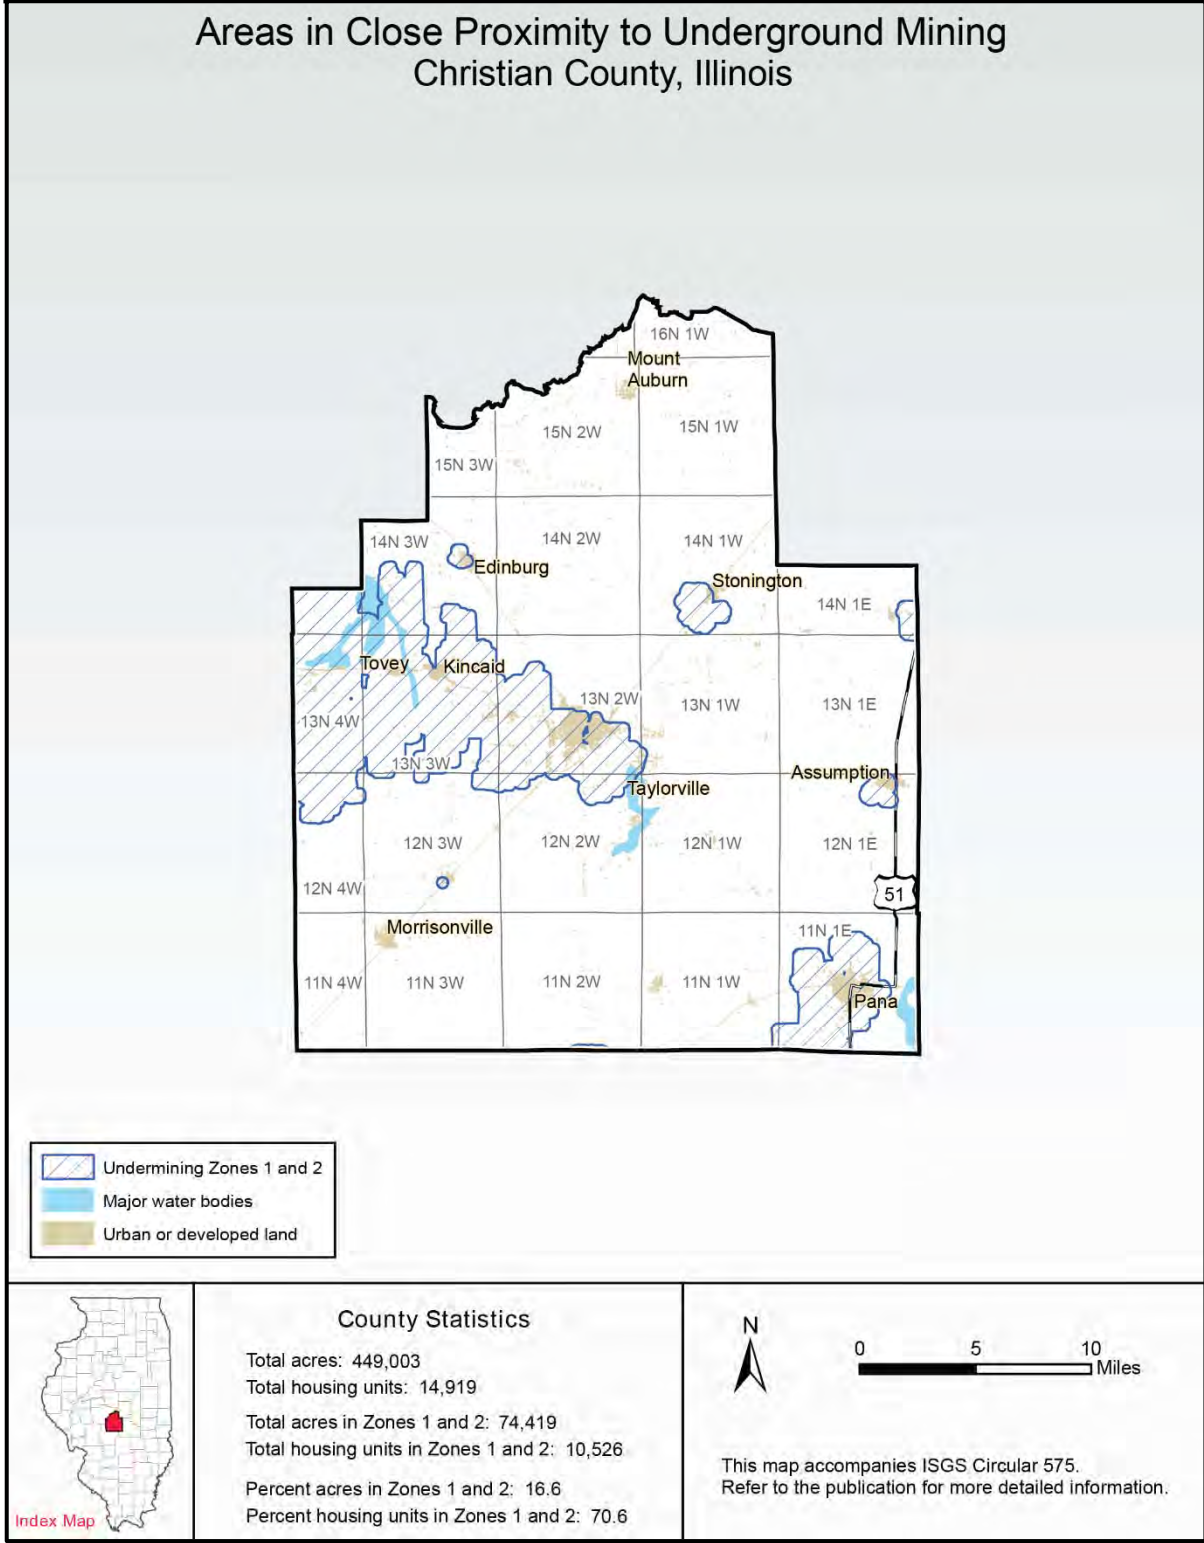 Areas in Close Proximity to Underground Mining
Christian County, Illinois
16N 1W
Mount
Auburn
15N 2W
15N 1W
15N 3W
14N 3W
14N 2W
14N 1W
Edinburg
Stonington
14N 1E
Tovey
Kincaid
13N 2W
13N 1W
13N 1E
13N 4W
13N 3W
Assumption
Taylorville
12N 3W
12N 2W
12N 1W
12N 1E
12N 4W
51
Morrisonville
11N 1E
11N 4W
11N 3W
11N 2W
11N 1W
Pana
Undermining Zones 1 and 2
Major water bodies
Urban or developed land
Index Map
County Statistics
Total acres: 449,003
Total housing units: 14,919
Total acres in Zones 1 and 2: 74,419
Total housing units in Zones 1 and 2: 10,526
Percent acres in Zones 1 and 2: 16.6
Percent housing units in Zones 1 and 2: 70.6
N
0 5 10
Miles
This map accompanies ISGS Circular 575.
Refer to the publication for more detailed information.